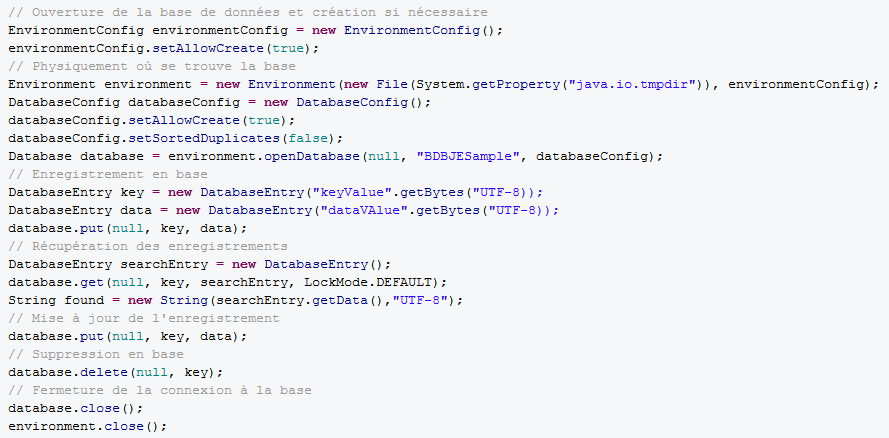 // Ouverture de la base de données et création si nécessaire
EnvironmentConfig environmentConfig = new EnvironmentConfig();
environmentConfig.setAllowCreate(true);
// Physiquement où se trouve la base
Environment environment = new Environment(new File(System.getProperty("java.io.tmpdir")), environmentConfig);
DatabaseConfig databaseConfig = new DatabaseConfig();
databaseConfig.setAllowCreate(true);
databaseConfig.setSortedDuplicates(false);
Database database = environment.openDatabase(null, "BDBJESample", databaseConfig);
// Enregistrement en base
DatabaseEntry key = new DatabaseEntry("keyValue".getBytes("UTF-8));
DatabaseEntry data = new DatabaseEntry("dataVAlue".getBytes("UTF-8));
database.put(null, key, data);
// Récupération des enregistrements
DatabaseEntry searchEntry = new DatabaseEntry();
database.get(null, key, searchEntry, LockMode.DEFAULT);
String found = new String(searchEntry.getData(),"UTF-8");
// Mise à jour de l'enregistrement
database.put(null, key, data);
// Suppression en base
database.delete(null, key);
// Fermeture de la connexion à la base
database.close();
environment.close();